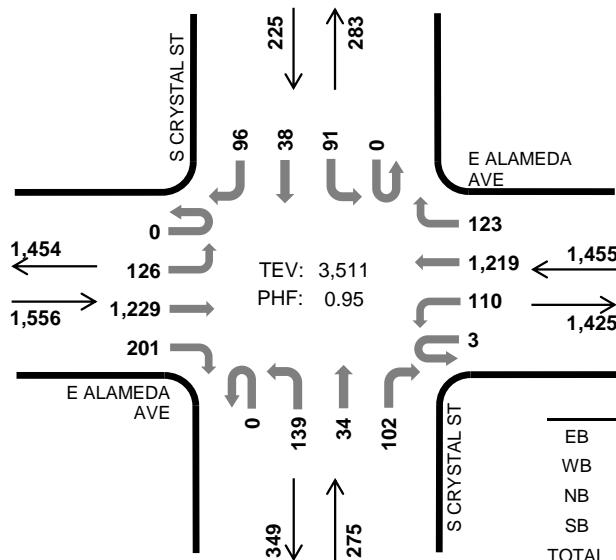 225
283
S CRYSTAL ST
96
38
91
0
E ALAMEDA
AVE
0
123
1,454
126
TEV: 3,511
1,219
1,455
1,556
1,229
PHF: 0.95
110
1,425
201
3
E ALAMEDA
AVE
0
139
34
102
S CRYSTAL ST
349
275
EB
WB
NB
SB
TOTAL